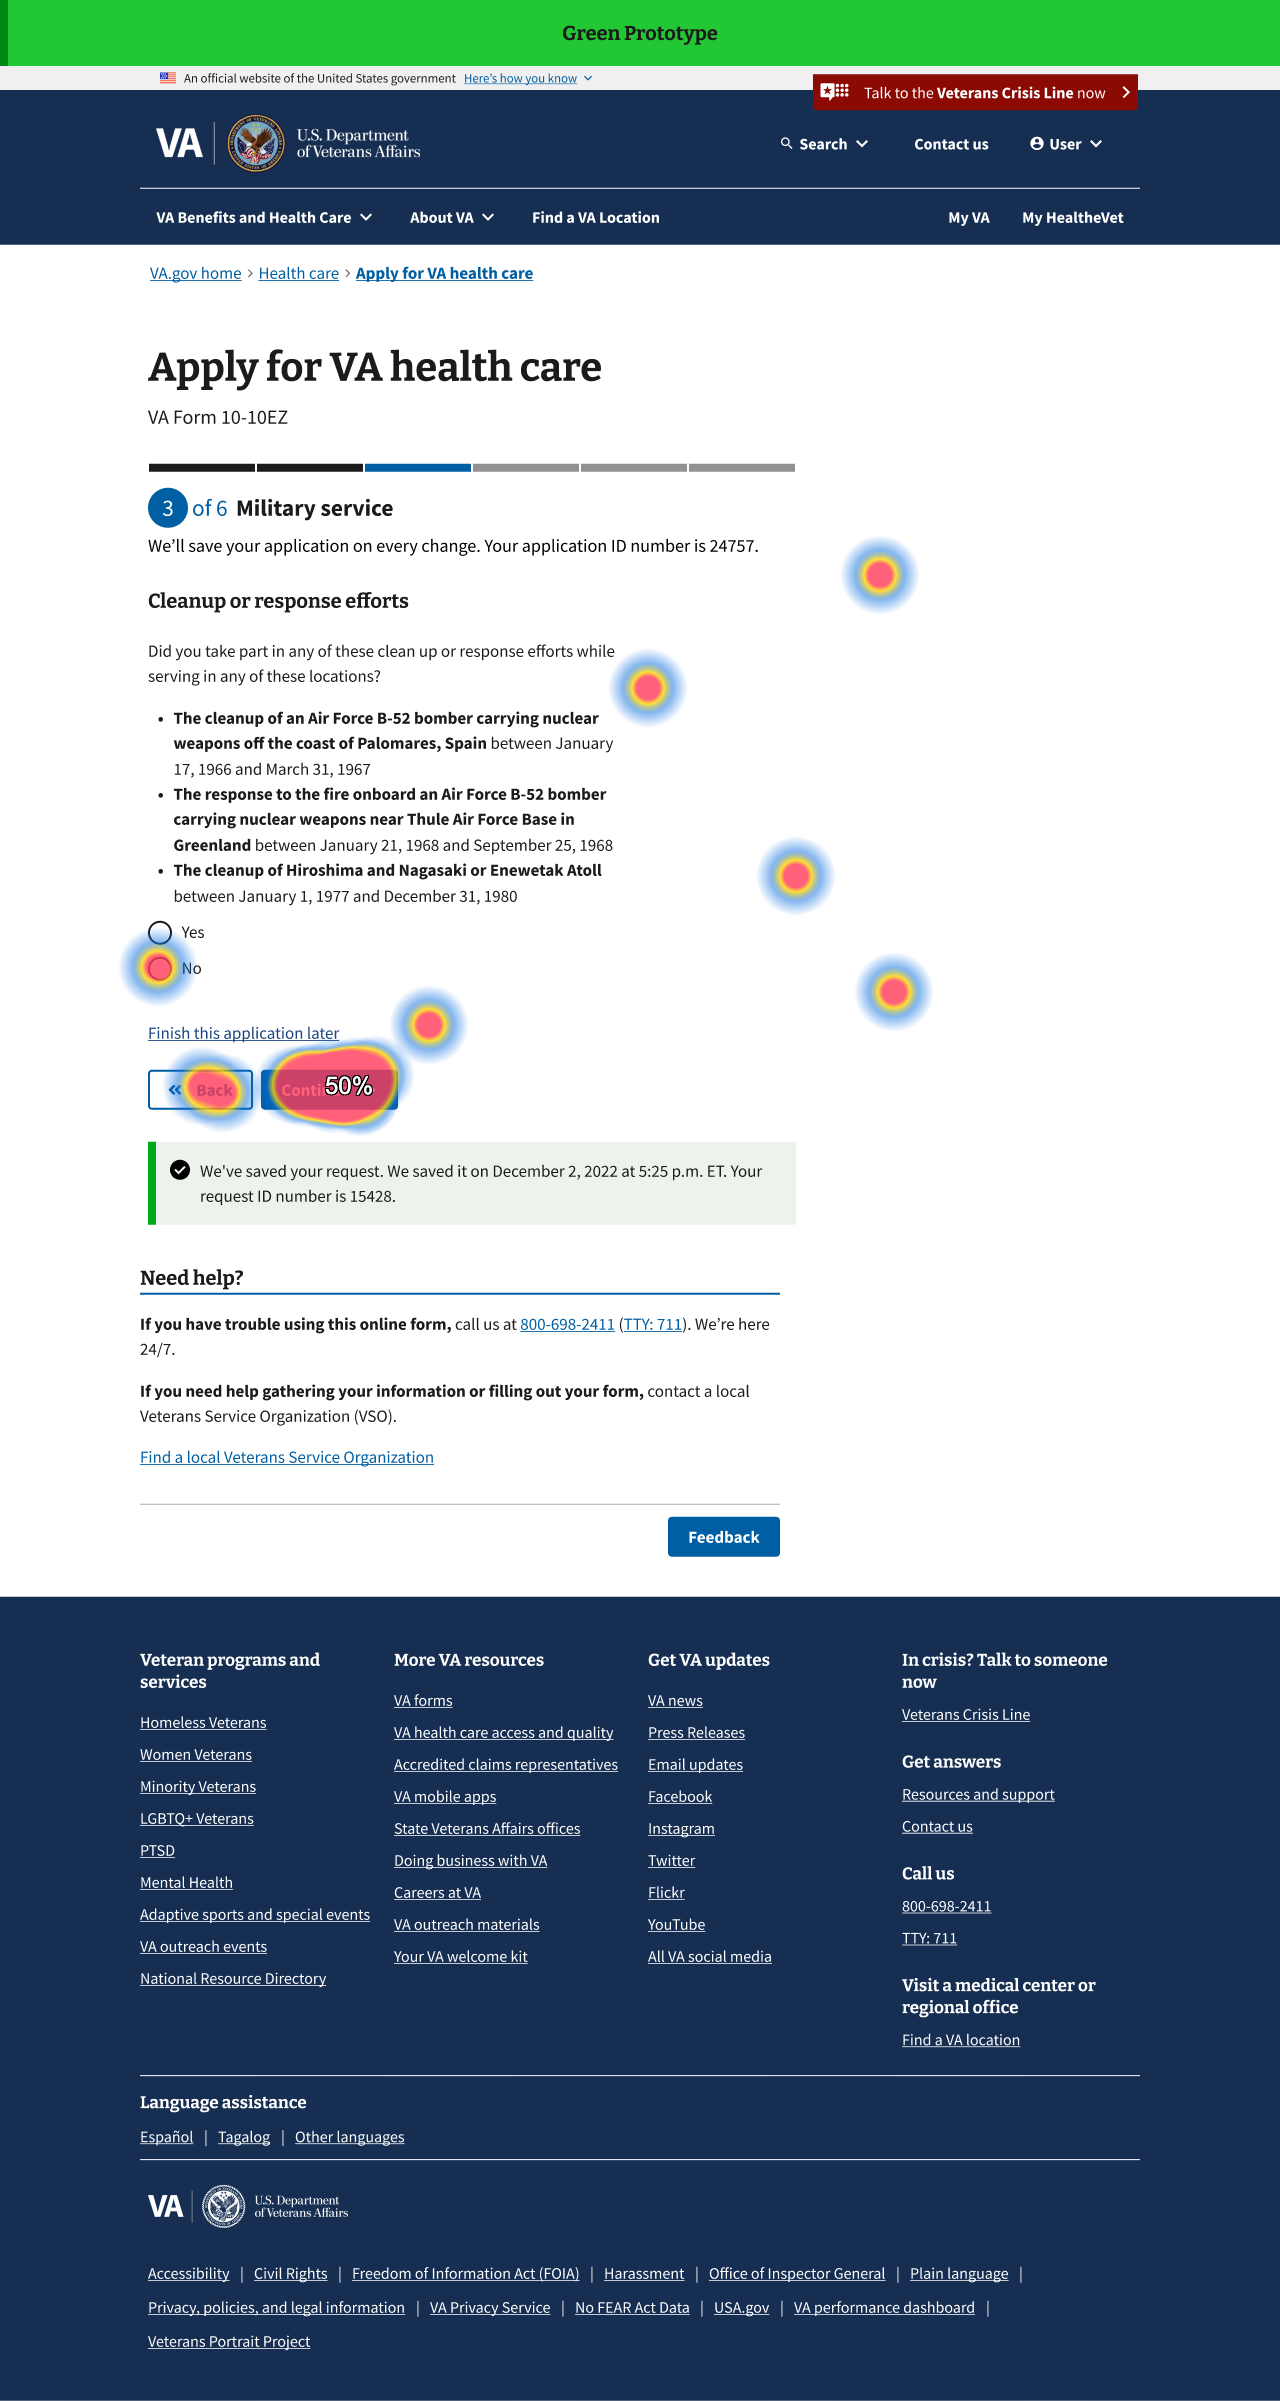 Green Prototype
An official website of the United States government Here's how you know
Talk to the Veterans Crisis Line now
VA U.S. Department of Veterans Affairs
Search Contact us User
VA Benefits and Health Care About VA Find a VA Location My VA My HealtheVet
VA.gov home › Health care › Apply for VA health care
Apply for VA health care
VA Form 10-10EZ
3 of 6 Military service
We’ll save your application on every change. Your application ID number is 24757.
Cleanup or response efforts
Did you take part in any of these clean up or response efforts while
serving in any of these locations?
• The cleanup of an Air Force B-52 bomber carrying nuclear
weapons off the coast of Palomares, Spain between January
17, 1966 and March 31, 1967
• The response to the fire onboard an Air Force B-52 bomber
carrying nuclear weapons near Thule Air Force Base in
Greenland between January 21, 1968 and September 25, 1968
• The cleanup of Hiroshima and Nagasaki or Enewetak Atoll
between January 1, 1977 and December 31, 1980
Yes
No
Finish this application later
« Back 50%
We've saved your request. We saved it on December 2, 2022 at 5:25 p.m. ET. Your
request ID number is 15428.
Need help?
If you have trouble using this online form, call us at 800-698-2411 (TTY: 711). We’re here
24/7.
If you need help gathering your information or filling out your form, contact a local
Veterans Service Organization (VSO).
Find a local Veterans Service Organization
Feedback
Veteran programs and
services
Homeless Veterans
Women Veterans
Minority Veterans
LGBTQ+ Veterans
PTSD
Mental Health
Adaptive sports and special events
VA outreach events
National Resource Directory
More VA resources
VA forms
VA health care access and quality
Accredited claims representatives
VA mobile apps
State Veterans Affairs offices
Doing business with VA
Careers at VA
VA outreach materials
Your VA welcome kit
Get VA updates
VA news
Press Releases
Email updates
Facebook
Instagram
Twitter
Flickr
YouTube
All VA social media
In crisis? Talk to someone
now
Veterans Crisis Line
Get answers
Resources and support
Contact us
Call us
800-698-2411
TTY: 711
Visit a medical center or
regional office
Find a VA location
Language assistance
Español | Tagalog | Other languages
VA U.S. Department of Veterans Affairs
Accessibility | Civil Rights | Freedom of Information Act (FOIA) | Harassment | Office of Inspector General | Plain language |
Privacy, policies, and legal information | VA Privacy Service | No FEAR Act Data | USA.gov | VA performance dashboard |
Veterans Portrait Project